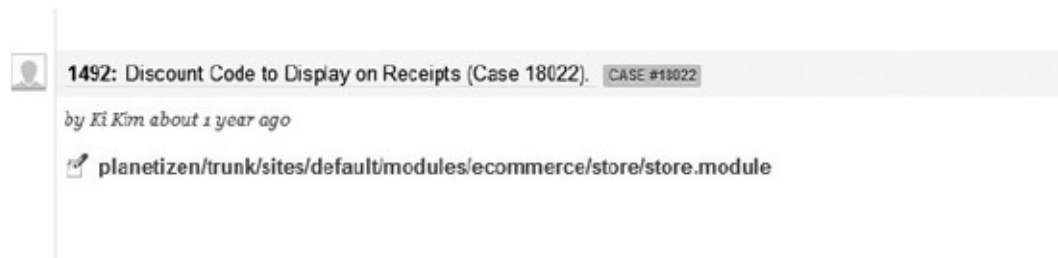 1492: Discount Code to Display on Receipts (Case 18022). CASE #18022
by Ki Kim about 1 year ago
planetizen/trunk/sites/default/modules/ecommerce/store/store.module